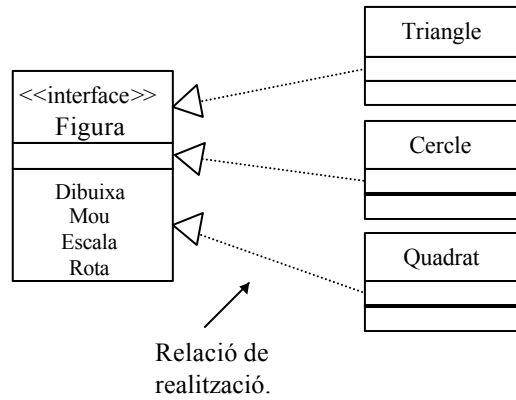 <<interface>>
Figura
Dibuixa
Mou
Escala
Rota
Triangle
Cercle
Quadrat
Relació de
realització.